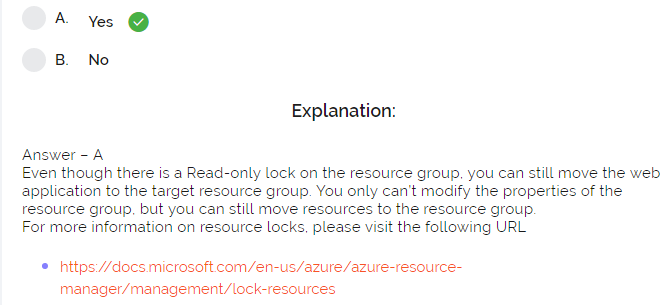 A. Yes
B. No
Explanation:
Answer – A
Even though there is a Read-only lock on the resource group, you can still move the web
application to the target resource group. You only can't modify the properties of the
resource group, but you can still move resources to the resource group.
For more information on resource locks, please visit the following URL
https://docs.microsoft.com/en-us/azure/azure-resource-
manager/management/lock-resources